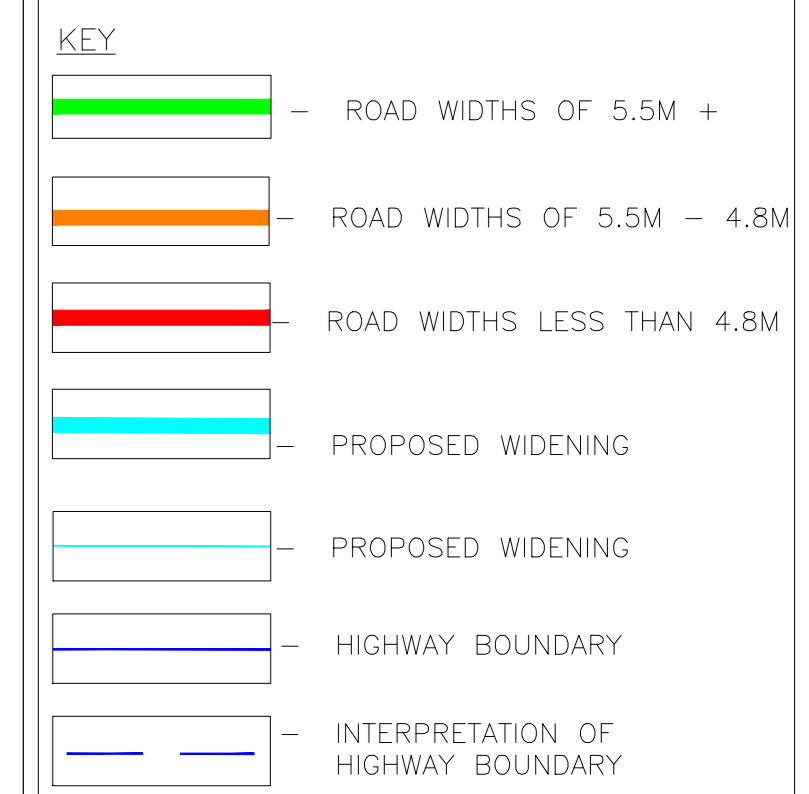 KEY
– ROAD WIDTHS OF 5.5M +
– ROAD WIDTHS OF 5.5M – 4.8M
– ROAD WIDTHS LESS THAN 4.8M
– PROPOSED WIDENING
– PROPOSED WIDENING
– HIGHWAY BOUNDARY
– INTERPRETATION OF
HIGHWAY BOUNDARY